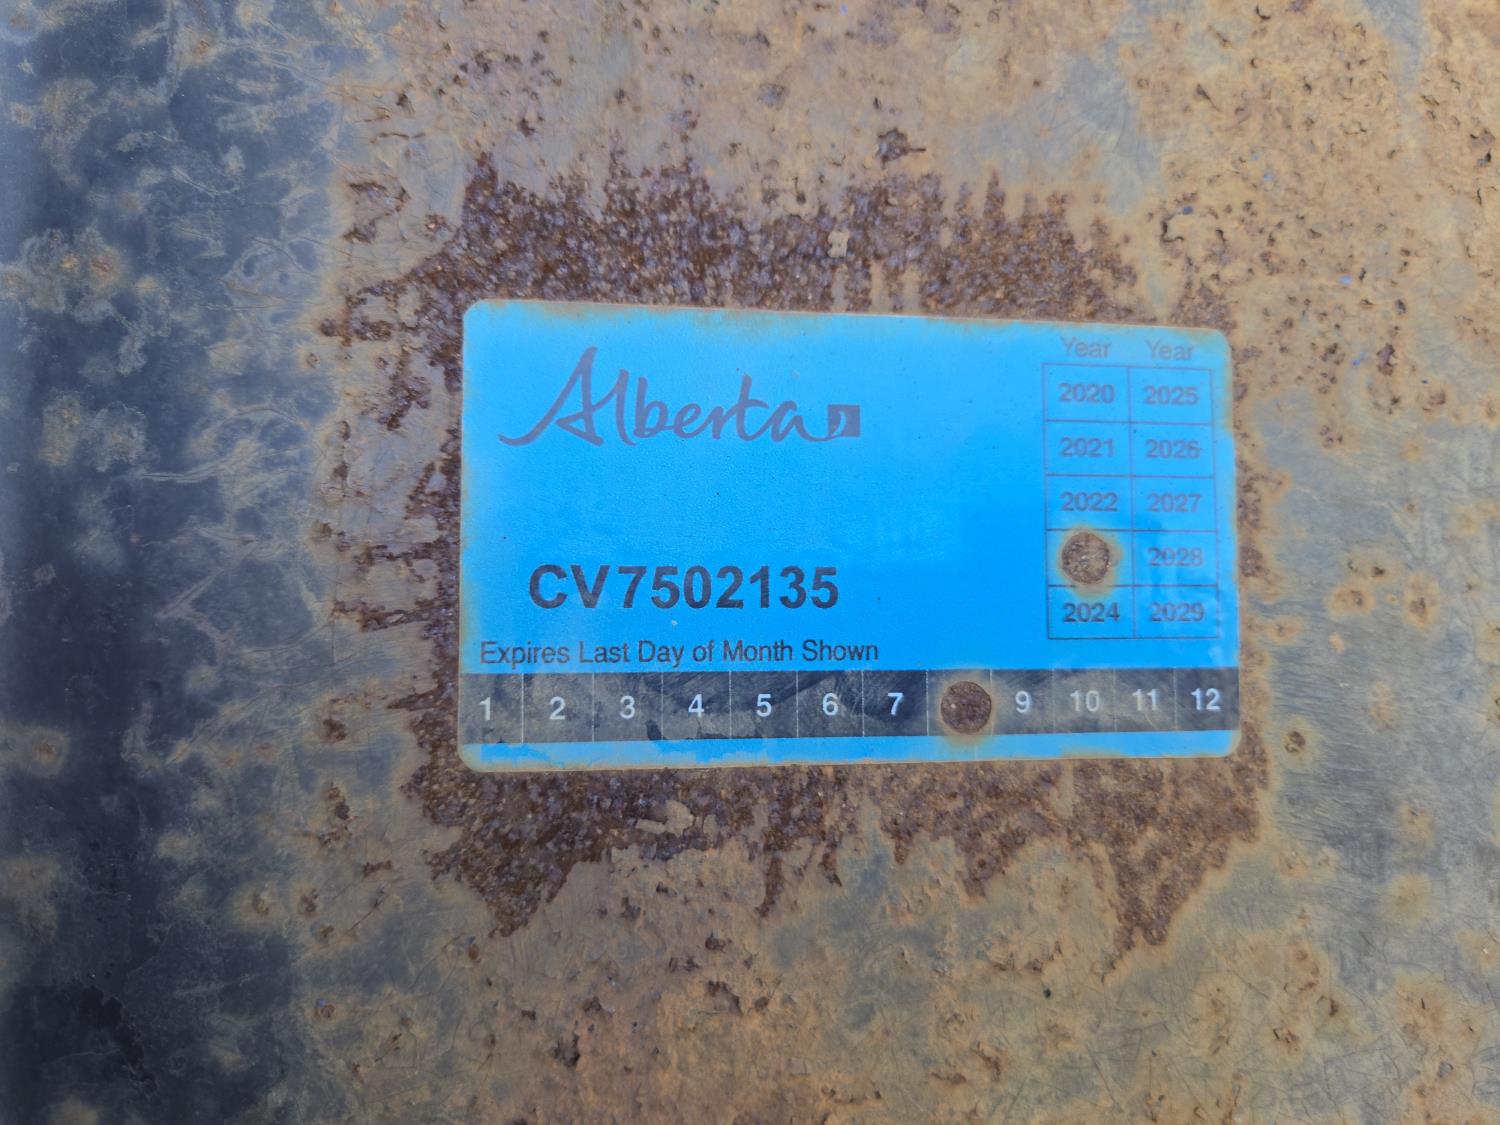 Alberta
Year Year
2020 2025
2021 2026
2022 2027
2028
2024 2029
CV7502135
Expires Last Day of Month Shown
1 2 3 4 5 6 7 9 10 11 12